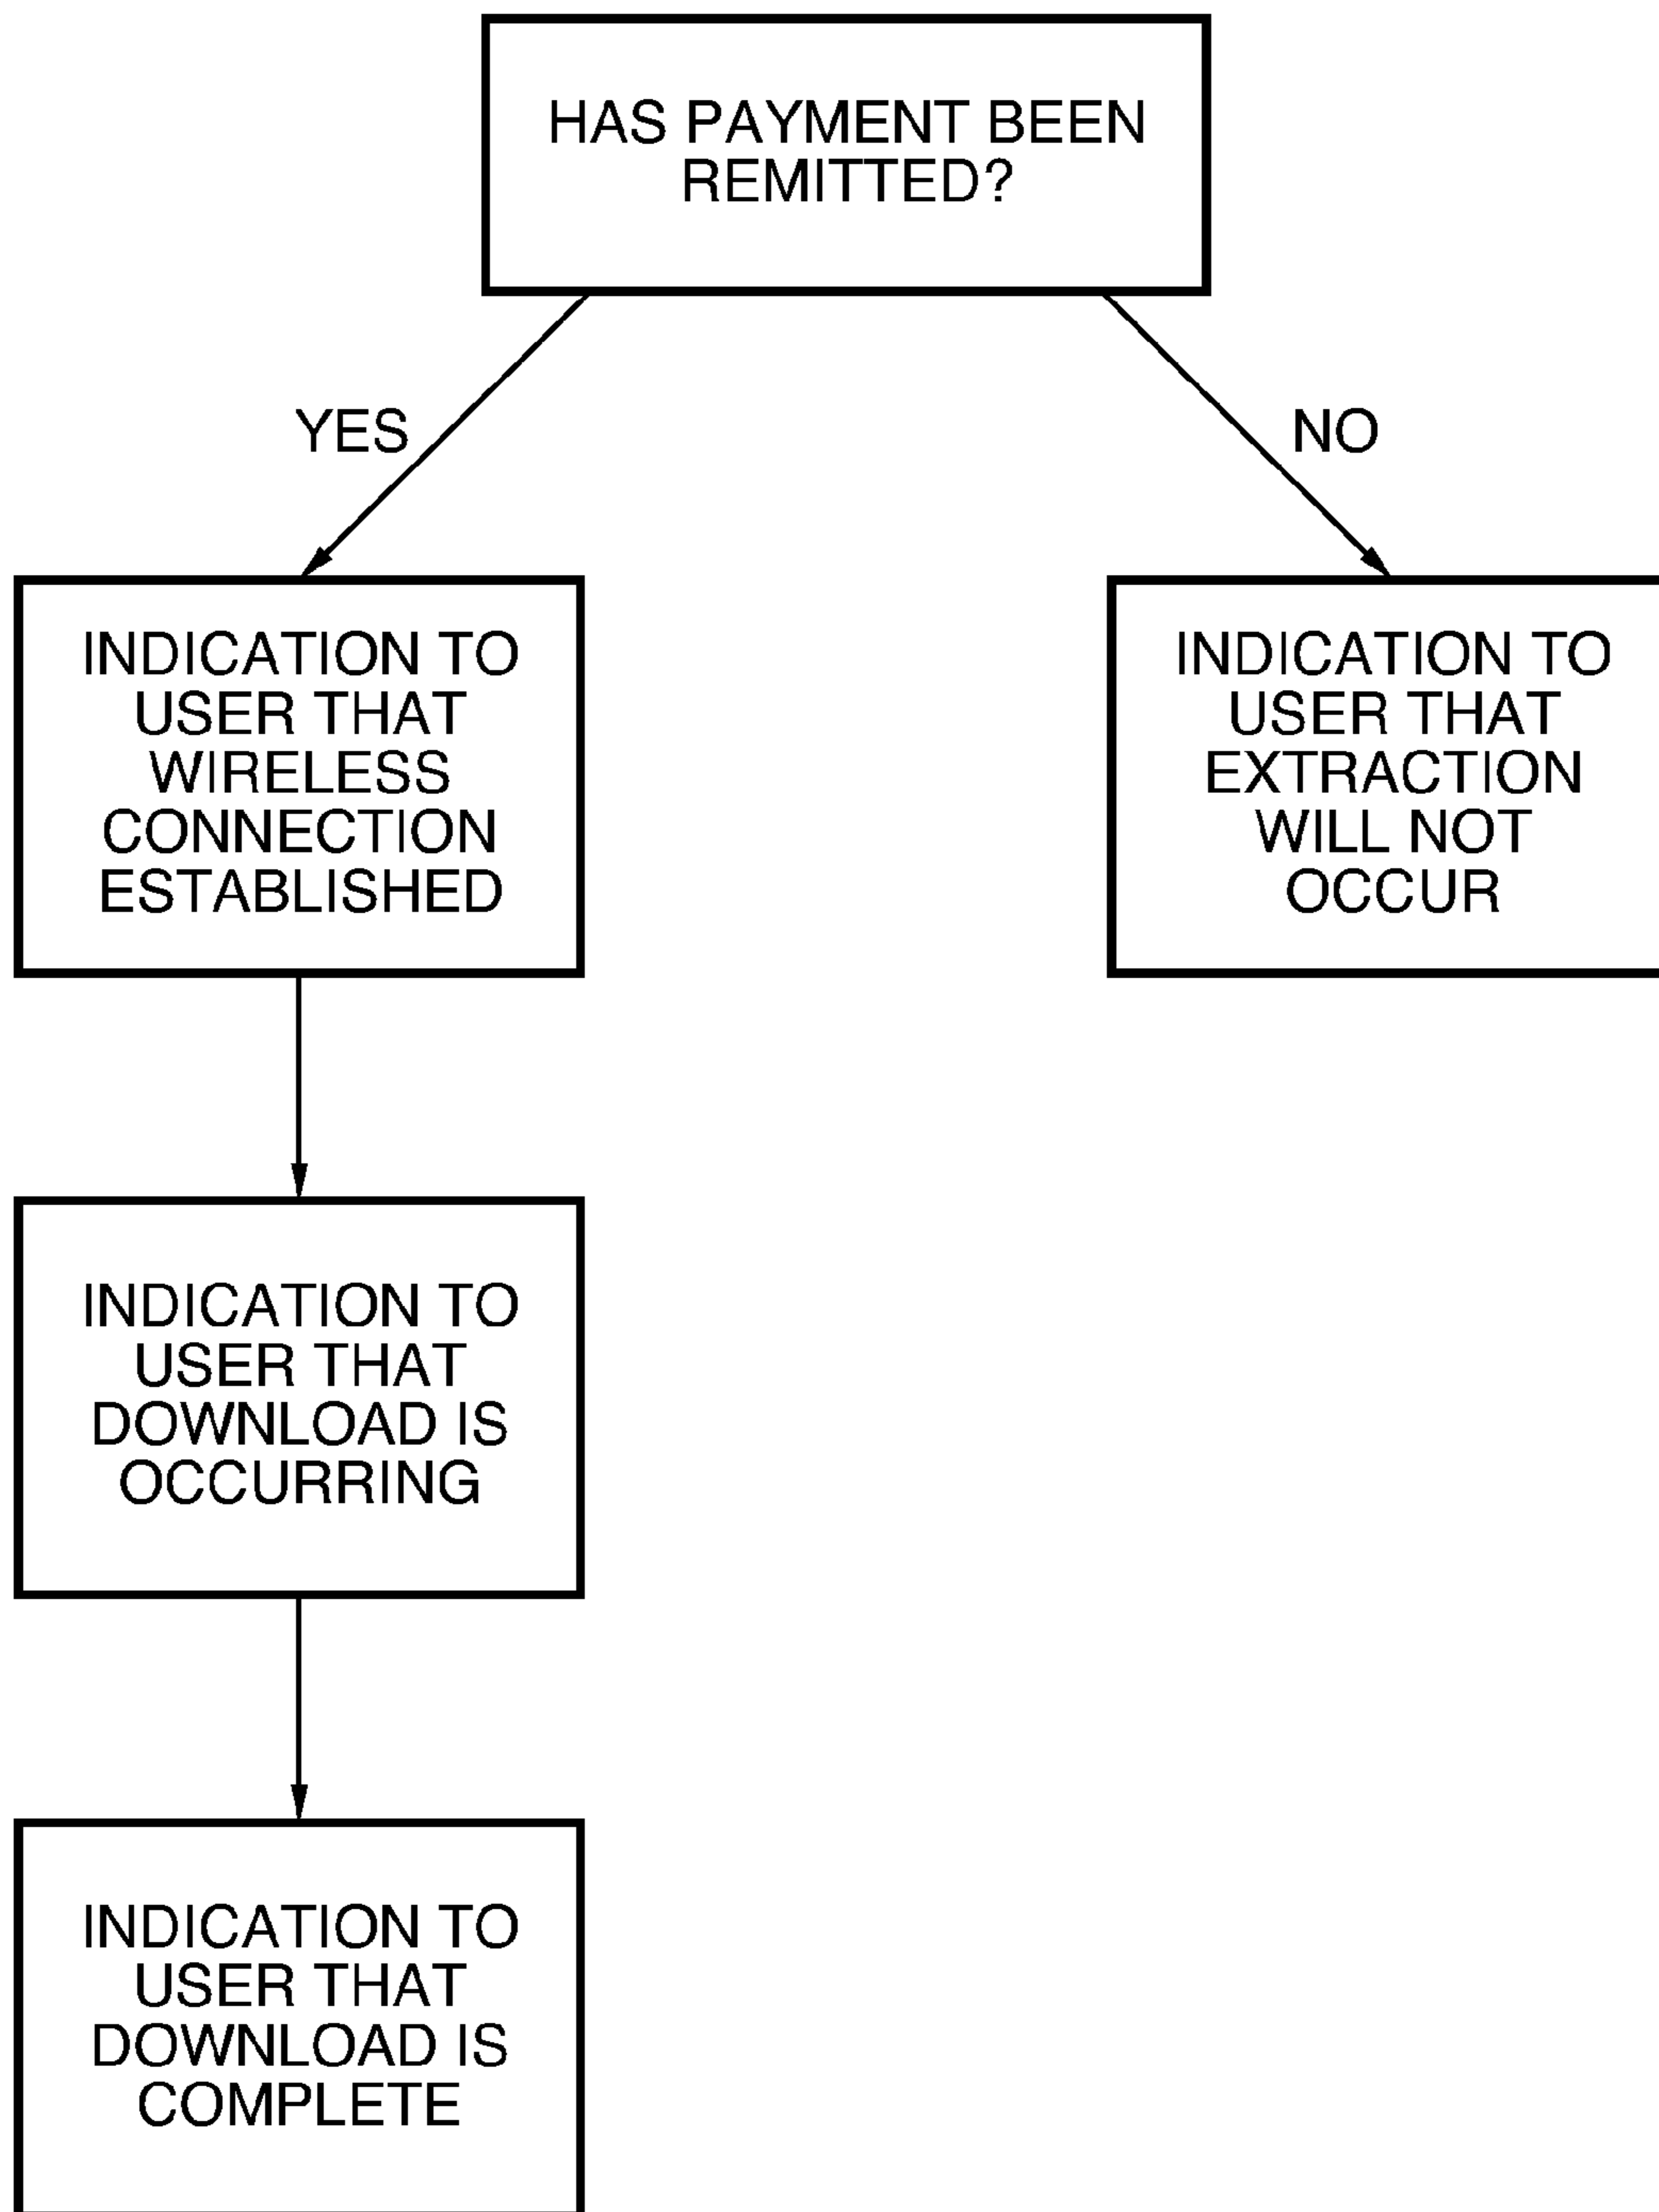 HAS PAYMENT BEEN
REMITTED?
YES
NO
INDICATION TO
USER THAT
WIRELESS
CONNECTION
ESTABLISHED
INDICATION TO
USER THAT
EXTRACTION
WILL NOT
OCCUR
INDICATION TO
USER THAT
DOWNLOAD IS
OCCURRING
INDICATION TO
USER THAT
DOWNLOAD IS
COMPLETE